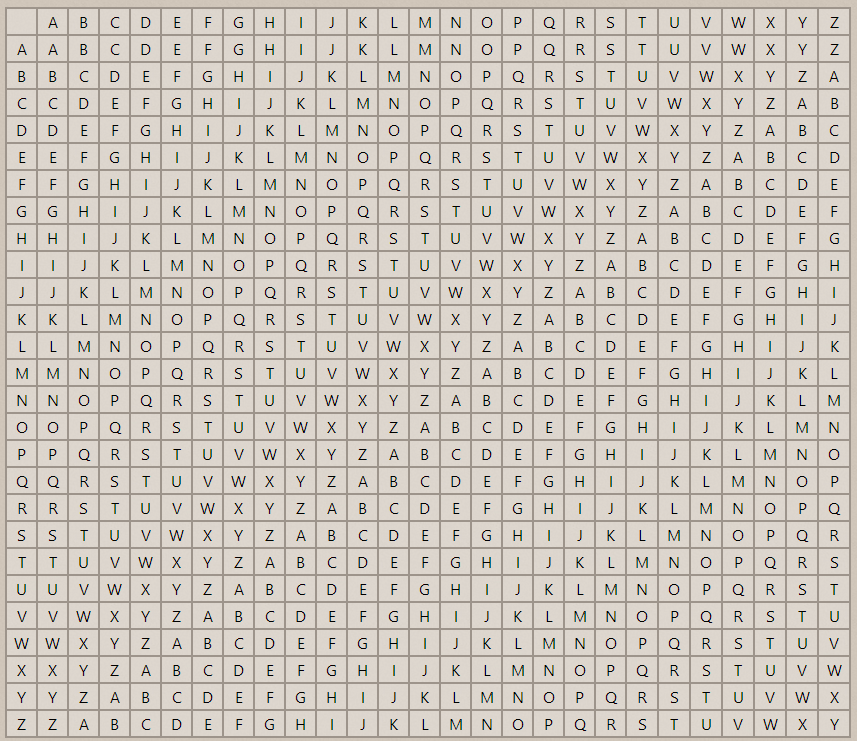 A B C D E F G H I J K L M N O P Q R S T U V W X Y Z
A A B C D E F G H I J K L M N O P Q R S T U V W X Y Z
B B C D E F G H I J K L M N O P Q R S T U V W X Y Z A
C C D E F G H I J K L M N O P Q R S T U V W X Y Z A B
D D E F G H I J K L M N O P Q R S T U V W X Y Z A B C
E E F G H I J K L M N O P Q R S T U V W X Y Z A B C D
F F G H I J K L M N O P Q R S T U V W X Y Z A B C D E
G G H I J K L M N O P Q R S T U V W X Y Z A B C D E F
H H I J K L M N O P Q R S T U V W X Y Z A B C D E F G
I I J K L M N O P Q R S T U V W X Y Z A B C D E F G H
J J K L M N O P Q R S T U V W X Y Z A B C D E F G H I
K K L M N O P Q R S T U V W X Y Z A B C D E F G H I J
L L M N O P Q R S T U V W X Y Z A B C D E F G H I J K
M M N O P Q R S T U V W X Y Z A B C D E F G H I J K L
N N O P Q R S T U V W X Y Z A B C D E F G H I J K L M
O O P Q R S T U V W X Y Z A B C D E F G H I J K L M N
P P Q R S T U V W X Y Z A B C D E F G H I J K L M N O
Q Q R S T U V W X Y Z A B C D E F G H I J K L M N O P
R R S T U V W X Y Z A B C D E F G H I J K L M N O P Q
S S T U V W X Y Z A B C D E F G H I J K L M N O P Q R
T T U V W X Y Z A B C D E F G H I J K L M N O P Q R S
U U V W X Y Z A B C D E F G H I J K L M N O P Q R S T
V V W X Y Z A B C D E F G H I J K L M N O P Q R S T U
W W X Y Z A B C D E F G H I J K L M N O P Q R S T U V
X X Y Z A B C D E F G H I J K L M N O P Q R S T U V W
Y Y Z A B C D E F G H I J K L M N O P Q R S T U V W X
Z Z A B C D E F G H I J K L M N O P Q R S T U V W X Y